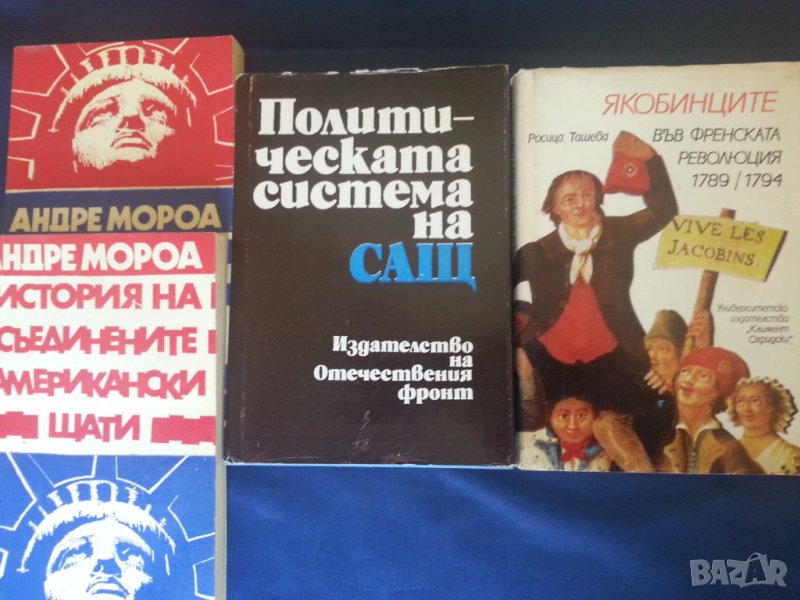 АНДРЕ МОРОА
АНДРЕ МОРОА
ИСТОРИЯ НА
СЪЕДИНЕНИТЕ
АМЕРИКАНСКИ
ЩАТИ
Полити-
ческата
система
на
САЩ
Издателство
на
Отечествения
фронт
ЯКОБИНЦИТЕ
Росица Ташева
ВЪВ ФРЕНСКАТА
РЕВОЛЮЦИЯ
1789/1794
VIVE LES
JACOBINS.
Университетско
издателство
„Климент
Охридски“
BAZAR